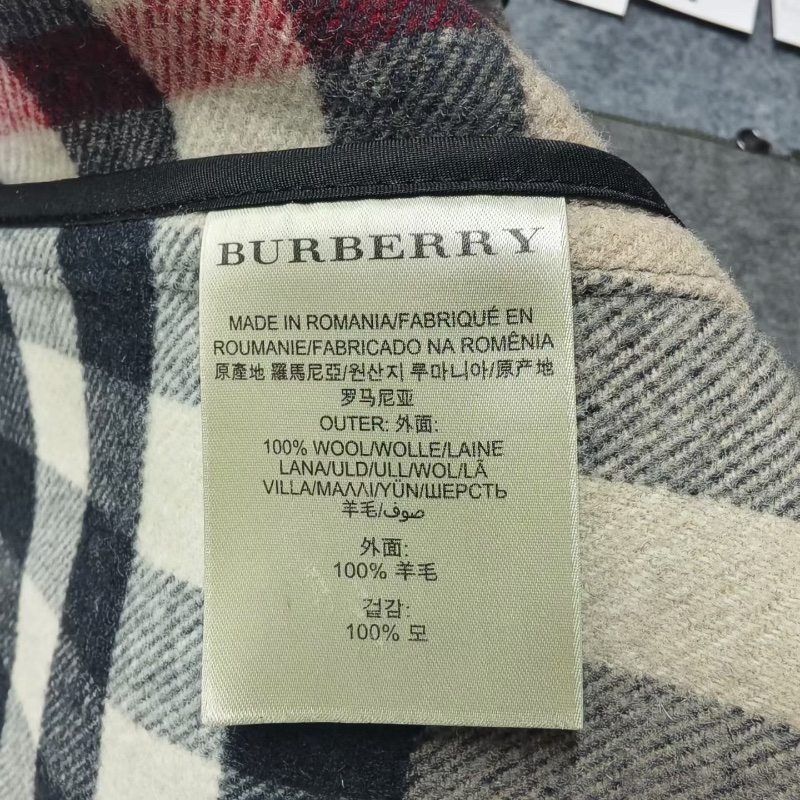 BURBERRY
MADE IN ROMANIA/FABRIQUÉ EN
ROUMANIE/FABRICADO NA ROMÊNIA
原產地 羅馬尼亞/원산지 루마니아/原产地
罗马尼亚
OUTER: 外面:
100% WOOL/WOLLE/LAINE
LANA/ULD/ULL/WOL/LÃ
VILLA/ΜΑΛΛΙ/YÜN/ШЕРСТЬ
羊毛/صوف
外面:
100% 羊毛
겉감:
100% 모